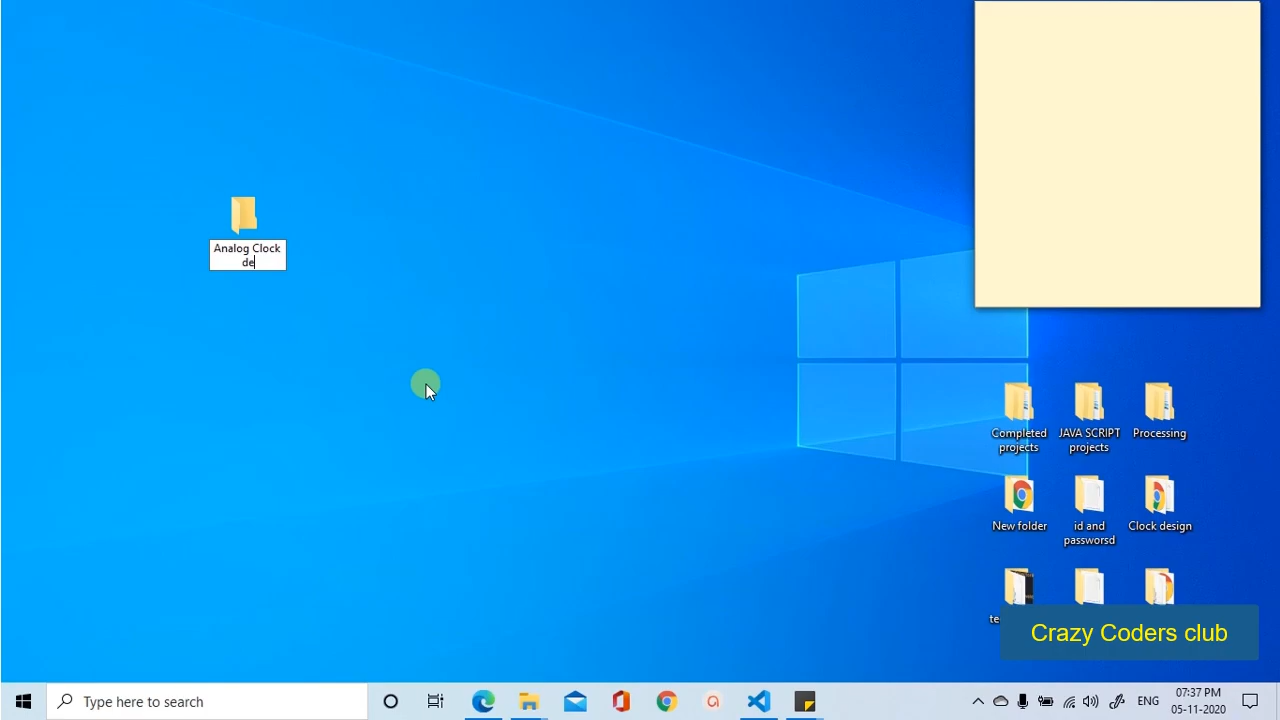 Analog Clock
de
Completed
projects
JAVA SCRIPT
projects
Processing
New folder
id and
passworsd
Clock design
Crazy Coders club
Type here to search
ENG
07:37 PM
05-11-2020